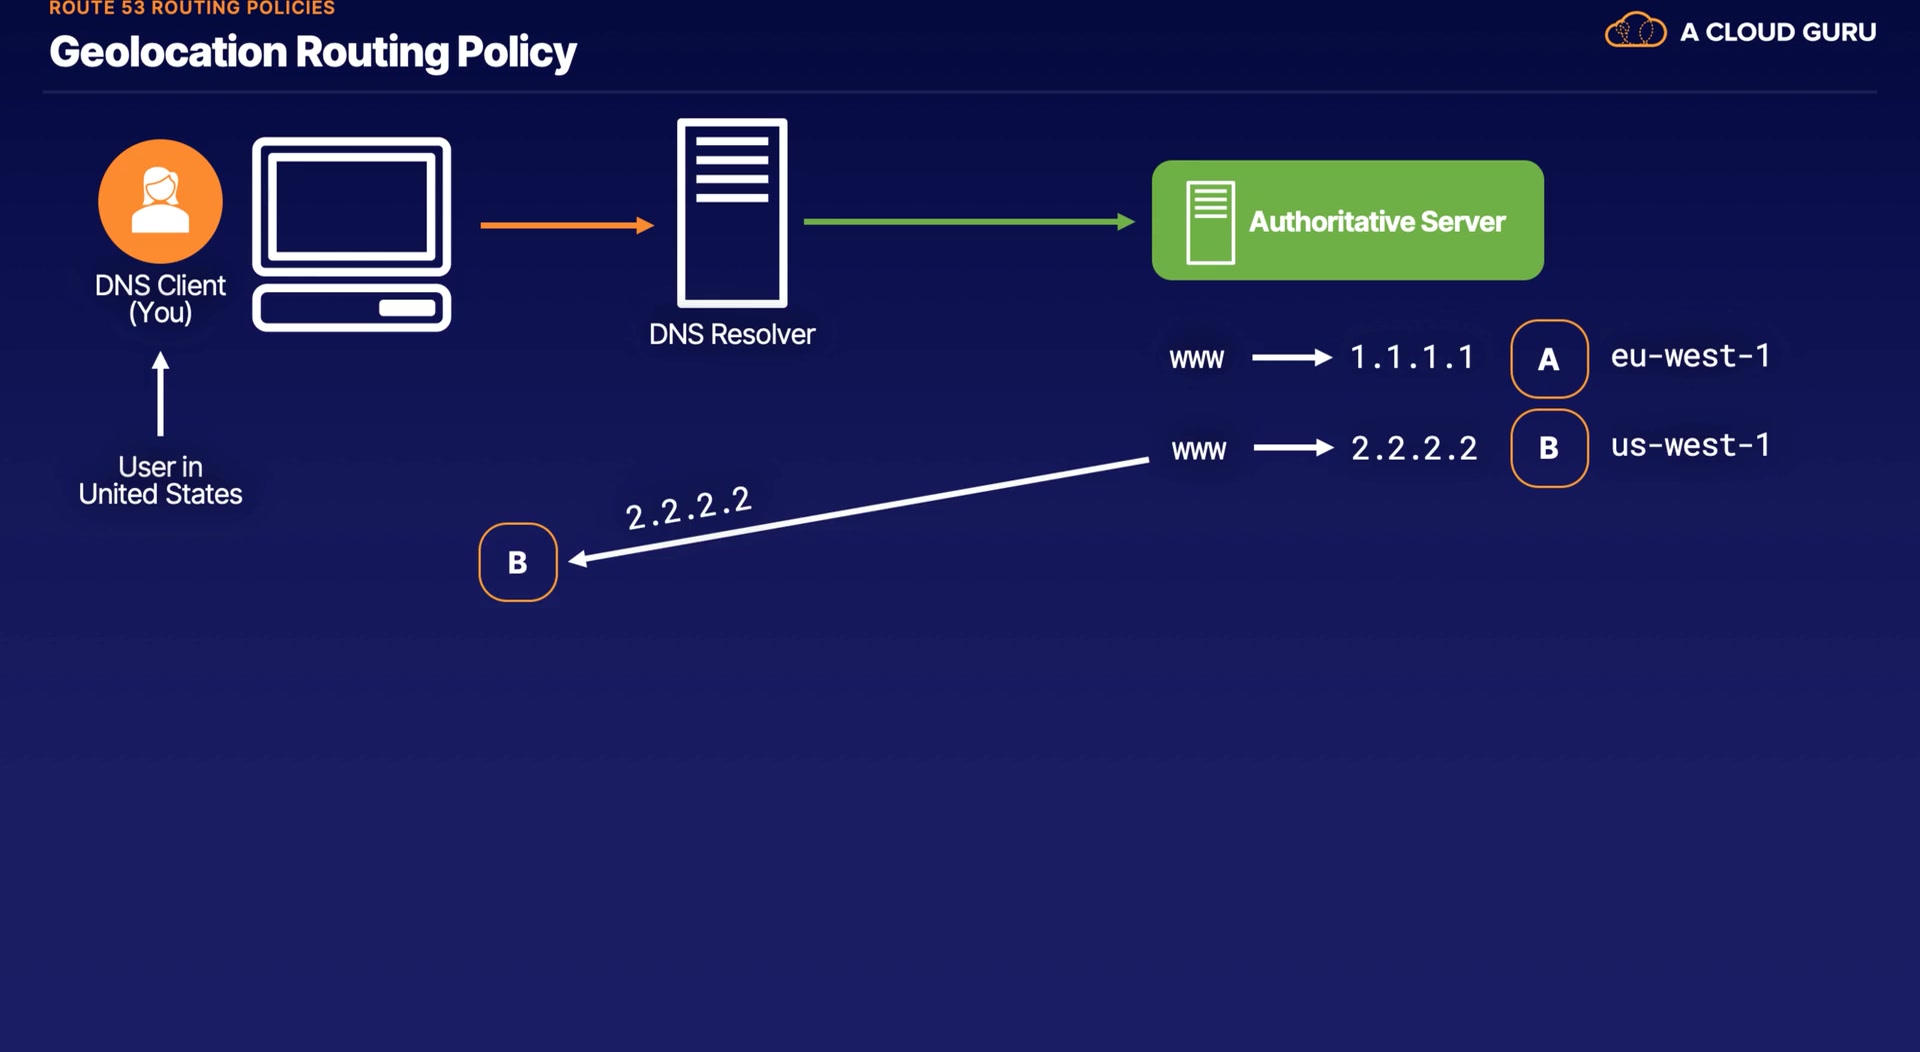 ROUTE 53 ROUTING POLICIES
Geolocation Routing Policy
A CLOUD GURU
DNS Client
(You)
DNS Resolver
Authoritative Server
www 1.1.1.1 A eu-west-1
www 2.2.2.2 B us-west-1
User in
United States
2.2.2.2
B